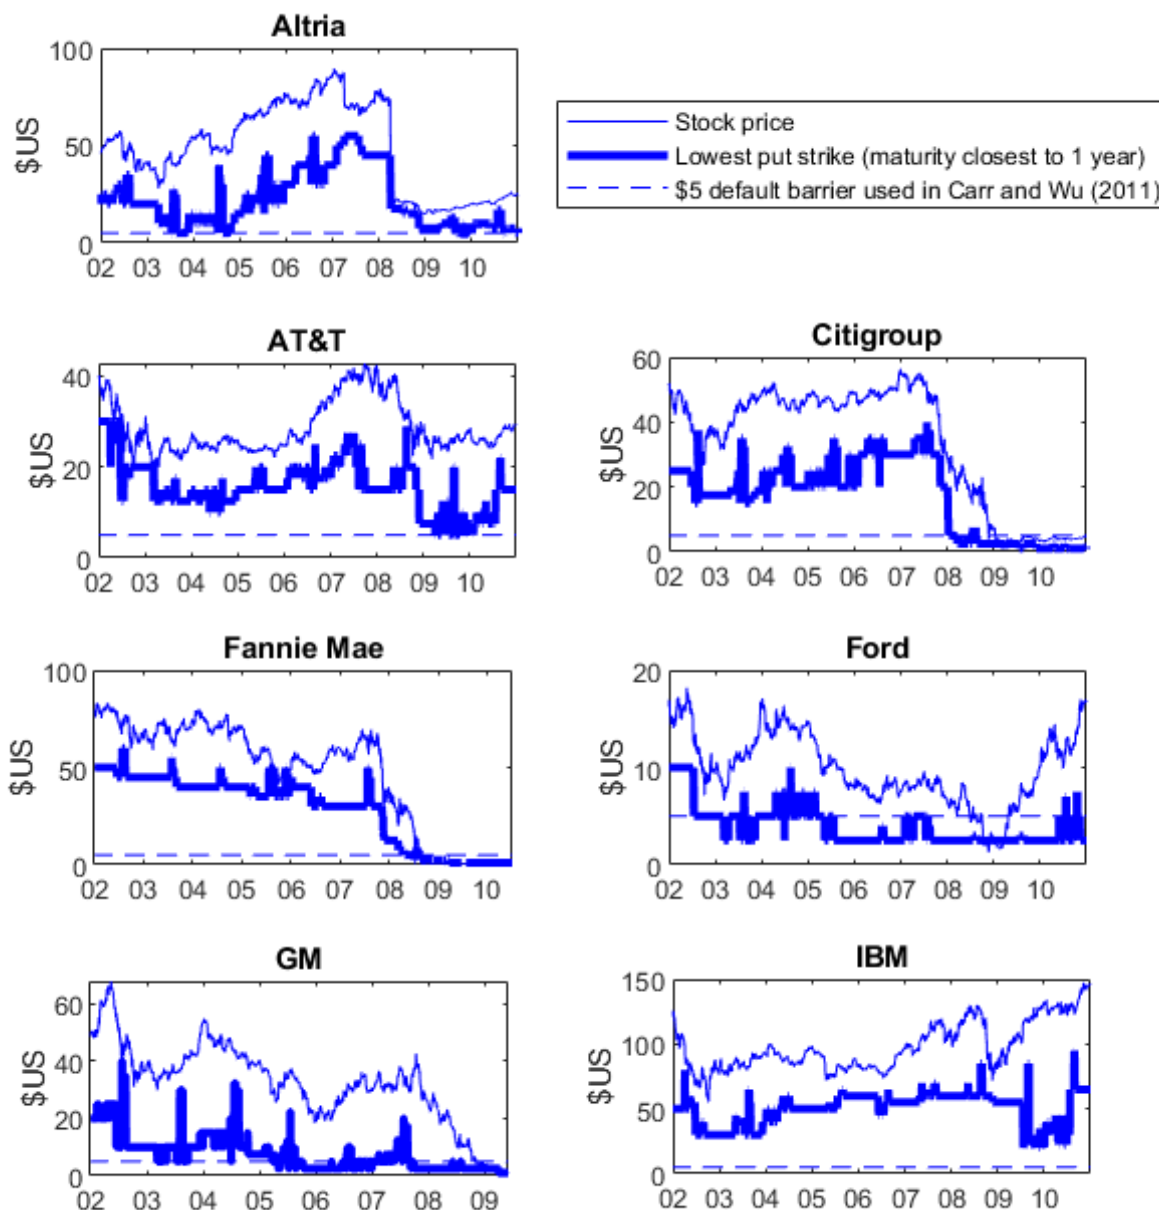 Altria
100
50
0
$US
02 03 04 05 06 07 08 09 10
Stock price
Lowest put strike (maturity closest to 1 year)
$5 default barrier used in Carr and Wu (2011)
AT&T
40
20
0
$US
02 03 04 05 06 07 08 09 10
Citigroup
60
40
20
0
$US
02 03 04 05 06 07 08 09 10
Fannie Mae
100
50
0
$US
02 03 04 05 06 07 08 09 10
Ford
20
10
0
$US
02 03 04 05 06 07 08 09 10
GM
60
40
20
0
$US
02 03 04 05 06 07 08 09
IBM
150
100
50
0
$US
02 03 04 05 06 07 08 09 10